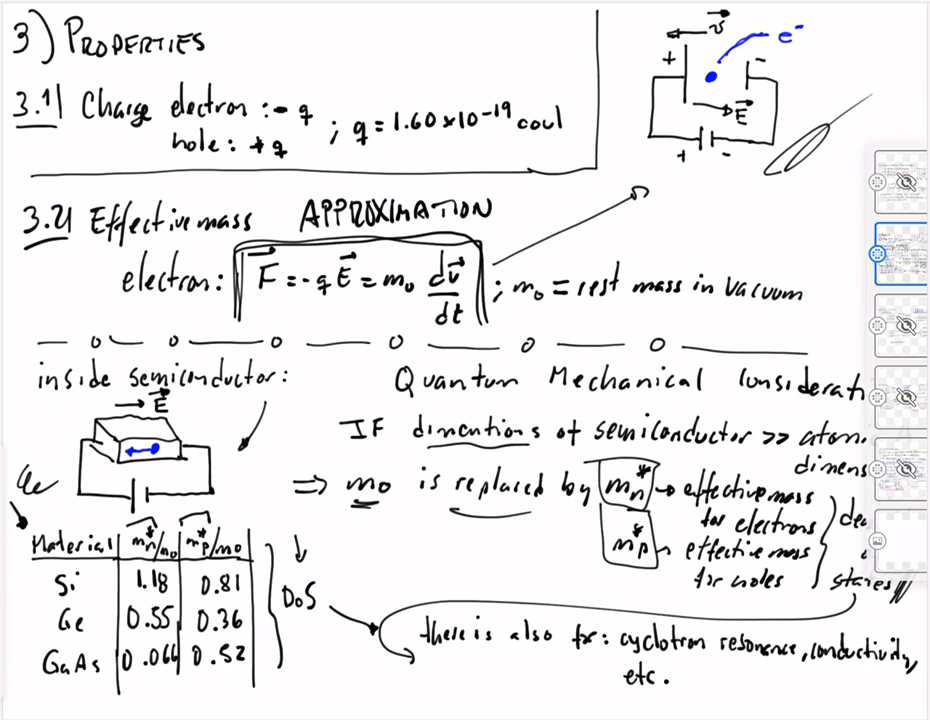 3) PROPERTIES
3.1) Charge electron: -q
hole: +q ; q = 1.60x10-19 coul
v
e-
+ -
E
+ -
3.2) Effective mass APPROXIMATION
electron: F = -q E = m0 dv/dt ; m0 = rest mass in vacuum
inside semiconductor: Quantum Mechanical Considerat
E
IF dimentions of semiconductor >> atom.
dimens
=> m0 is replaced by mn* → effective mass
for electrons
mp* → effective mass
for holes
states
Material | mn*/m0 | mp*/m0
Si | 1.18 | 0.81
Ge | 0.55 | 0.36
GaAs | 0.066 | 0.52
DoS
there is also for: cyclotron resonance, conductivity,
etc.